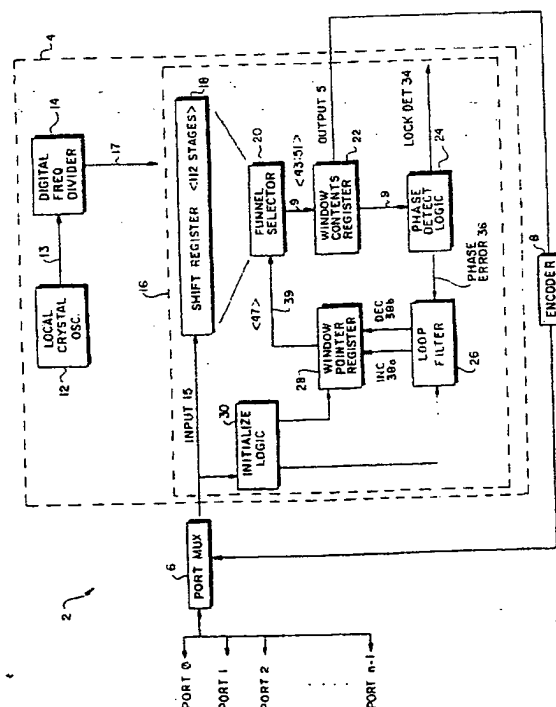 2
PORT 0
PORT 1
PORT 2
PORT n-1
PORT MUX
6
4
LOCAL
CRYSTAL
OSC.
12
13
DIGITAL
FREQ
DIVIDER
14
17
16
INPUT 15
SHIFT REGISTER <112 STAGES>
18
INITIALIZE
LOGIC
30
FUNNEL
SELECTOR
20
<47>
39
9
<43:51>
OUTPUT 5
WINDOW
POINTER
REGISTER
28
WINDOW
CONTENTS
REGISTER
22
INC
38a
DEC
38b
9
LOOP
FILTER
26
PHASE
DETECT
LOGIC
24
LOCK DET 34
PHASE
ERROR 36
ENCODER
8